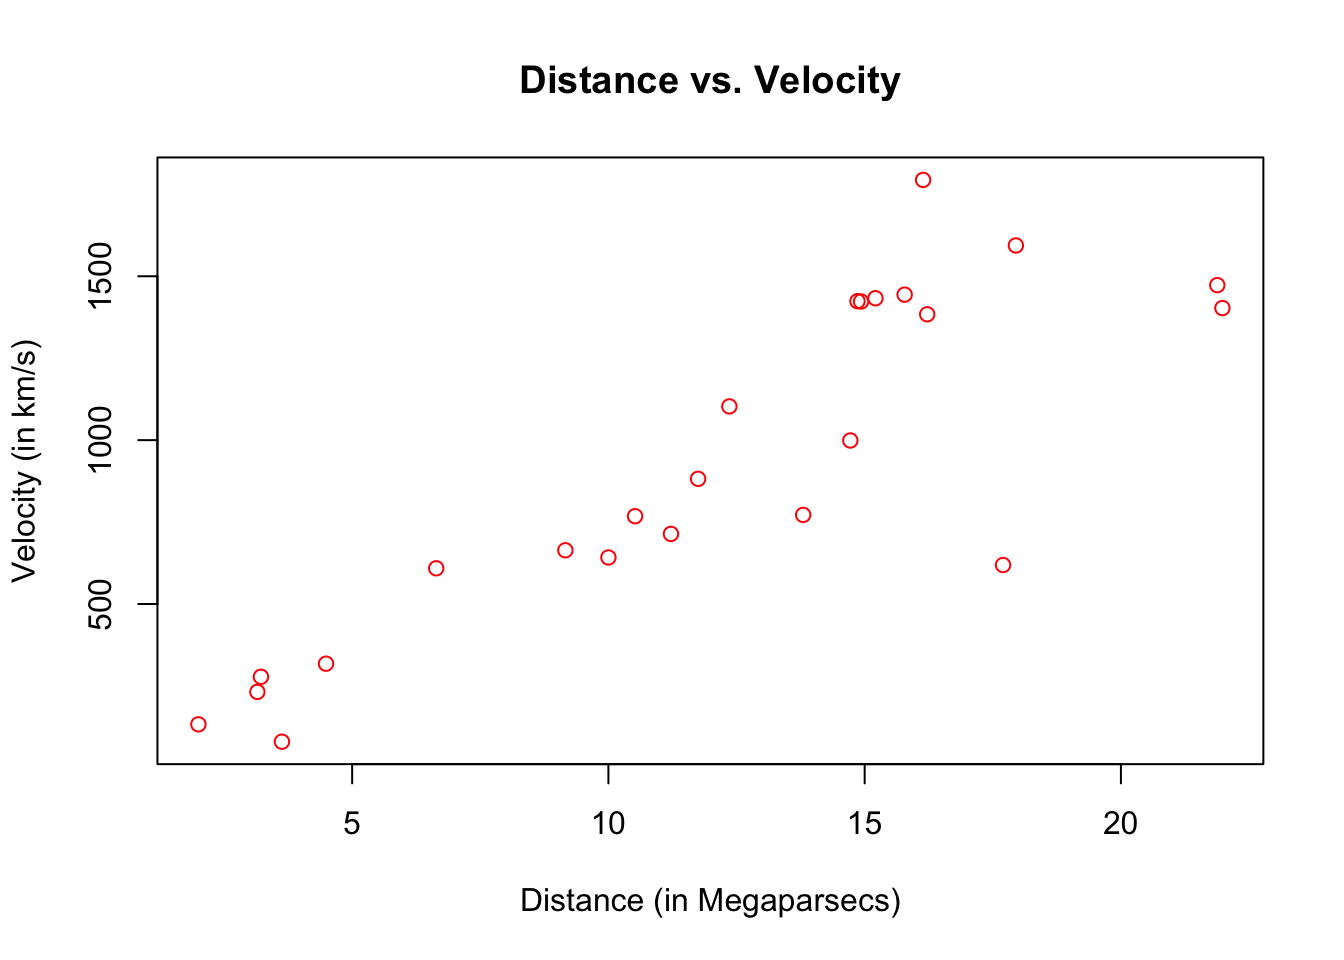 Distance vs. Velocity
Velocity (in km/s)
1500
1000
500
5 10 15 20
Distance (in Megaparsecs)